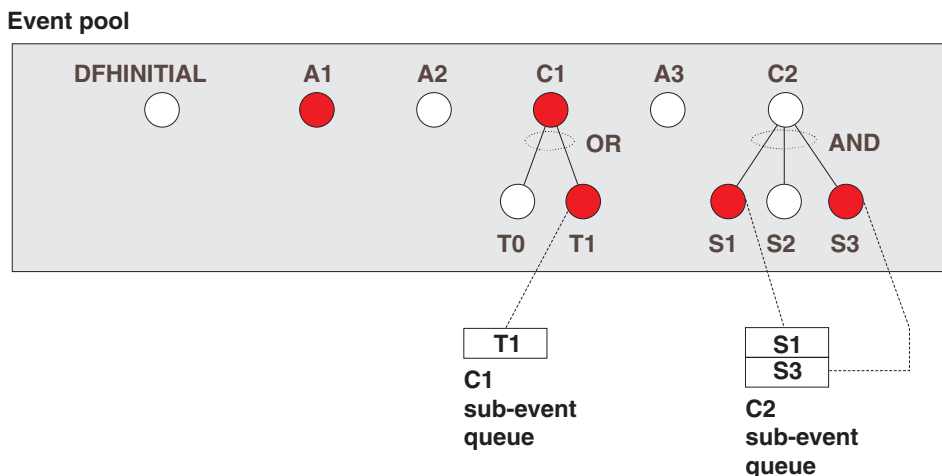 Event pool
DFHINITIAL A1 A2 C1 A3 C2
OR AND
T0 T1 S1 S2 S3
T1 S1
S3
C1
sub-event
queue
C2
sub-event
queue